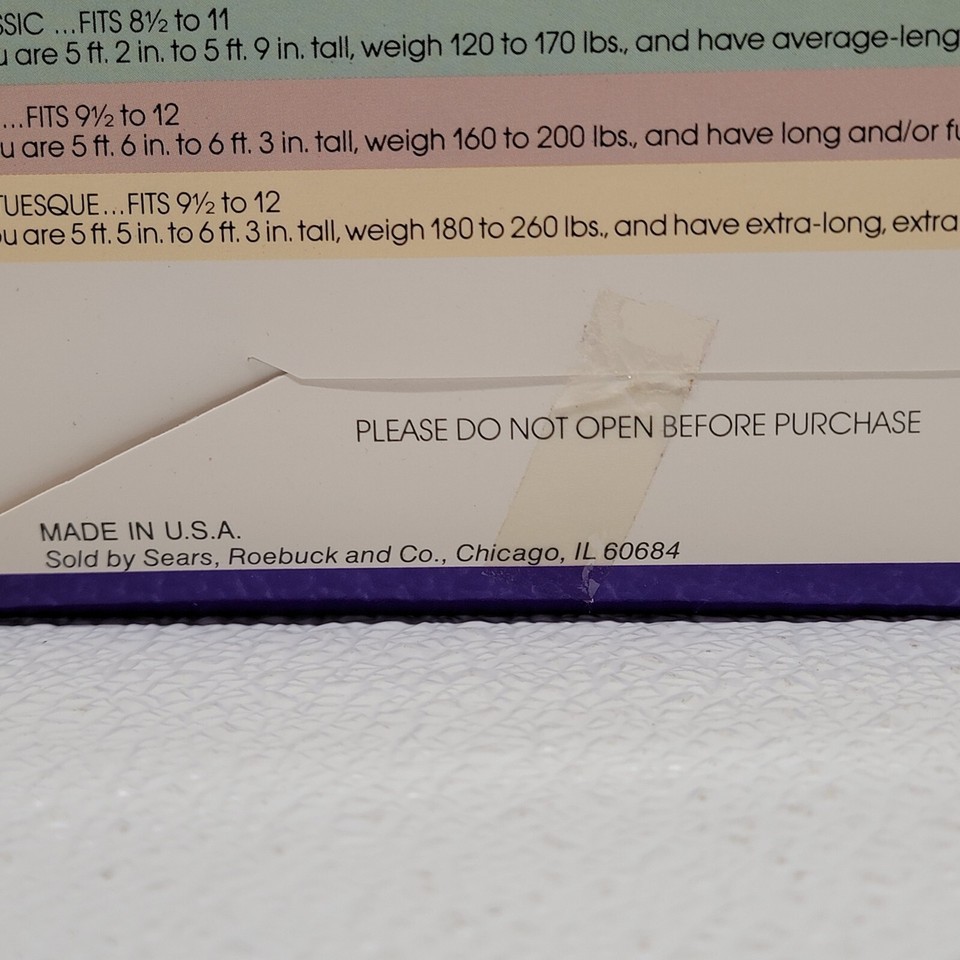 SSIC ...FITS 8½ to 11
u are 5 ft. 2 in. to 5 ft. 9 in. tall, weigh 120 to 170 lbs., and have average-leng
...FITS 9½ to 12
u are 5 ft. 6 in. to 6 ft. 3 in. tall, weigh 160 to 200 lbs., and have long and/or fu
TUESQUE...FITS 9½ to 12
ou are 5 ft. 5 in. to 6 ft. 3 in. tall, weigh 180 to 260 lbs., and have extra-long, extra
PLEASE DO NOT OPEN BEFORE PURCHASE
MADE IN U.S.A.
Sold by Sears, Roebuck and Co., Chicago, IL 60684